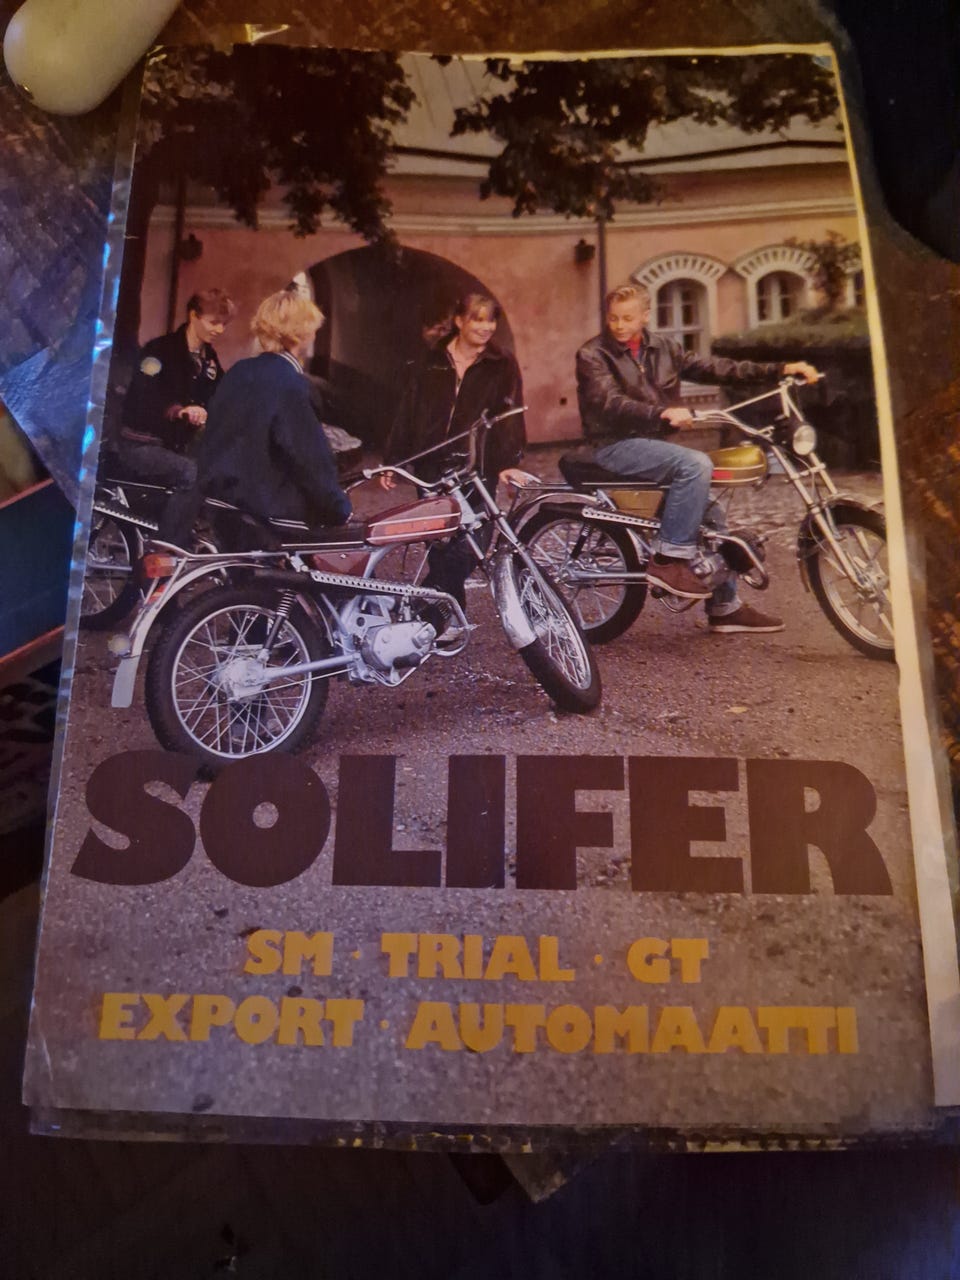 SOLIFER
SM · TRIAL · GT
EXPORT · AUTOMAATTI